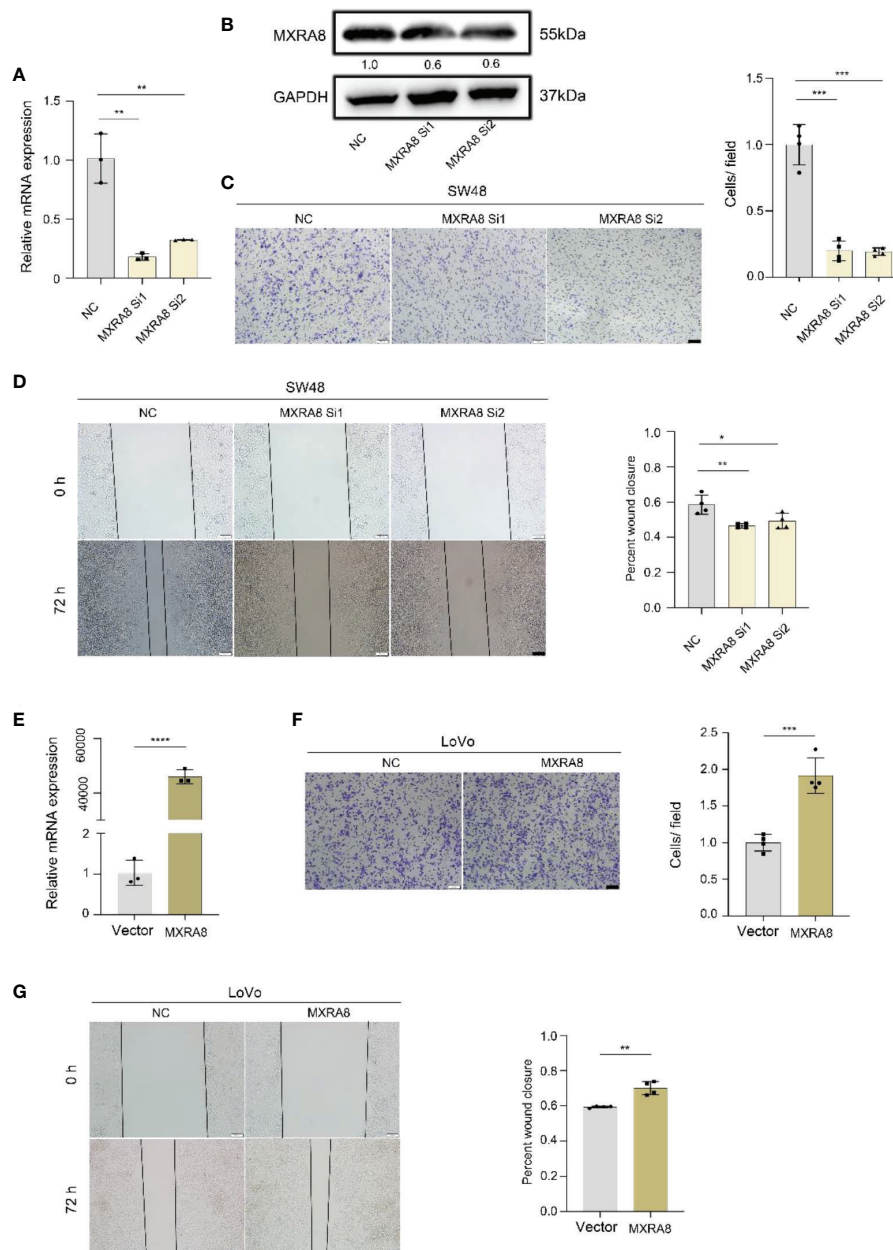 A
Relative mRNA expression
1.5
1.0
0.5
0
**
**
NC
MXRA8 Si1
MXRA8 Si2
B
MXRA8
55kDa
1.0 0.6 0.6
GAPDH
37kDa
NC
MXRA8 Si1
MXRA8 Si2
C
SW48
NC MXRA8 Si1 MXRA8 Si2
Cells/ field
1.5
1.0
0.5
0.0
***
***
NC
MXRA8 Si1
MXRA8 Si2
D
SW48
NC MXRA8 Si1 MXRA8 Si2
0 h
72 h
Percent wound closure
1.0
0.8
0.6
0.4
0.2
0.0
*
**
NC
MXRA8 Si1
MXRA8 Si2
E
Relative mRNA expression
60000
40000
2
1
0
****
Vector MXRA8
F
LoVo
NC MXRA8
Cells/ field
2.5
2.0
1.5
1.0
0.5
0.0
***
Vector MXRA8
G
LoVo
NC MXRA8
0 h
72 h
Percent wound closure
1.0
0.8
0.6
0.4
0.2
0.0
**
Vector MXRA8